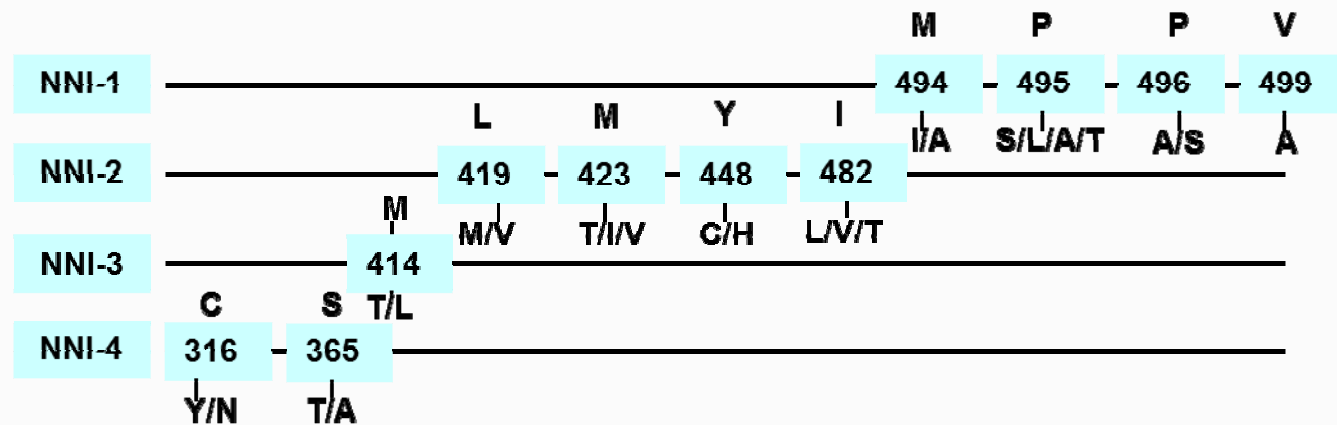 M P P V
NNI-1 494 495 496 499
I/A S/L/A/T A/S A
L M Y I
NNI-2 419 423 448 482
M/V T/I/V C/H L/V/T
M
NNI-3 414
T/L
C S
NNI-4 316 365
Y/N T/A